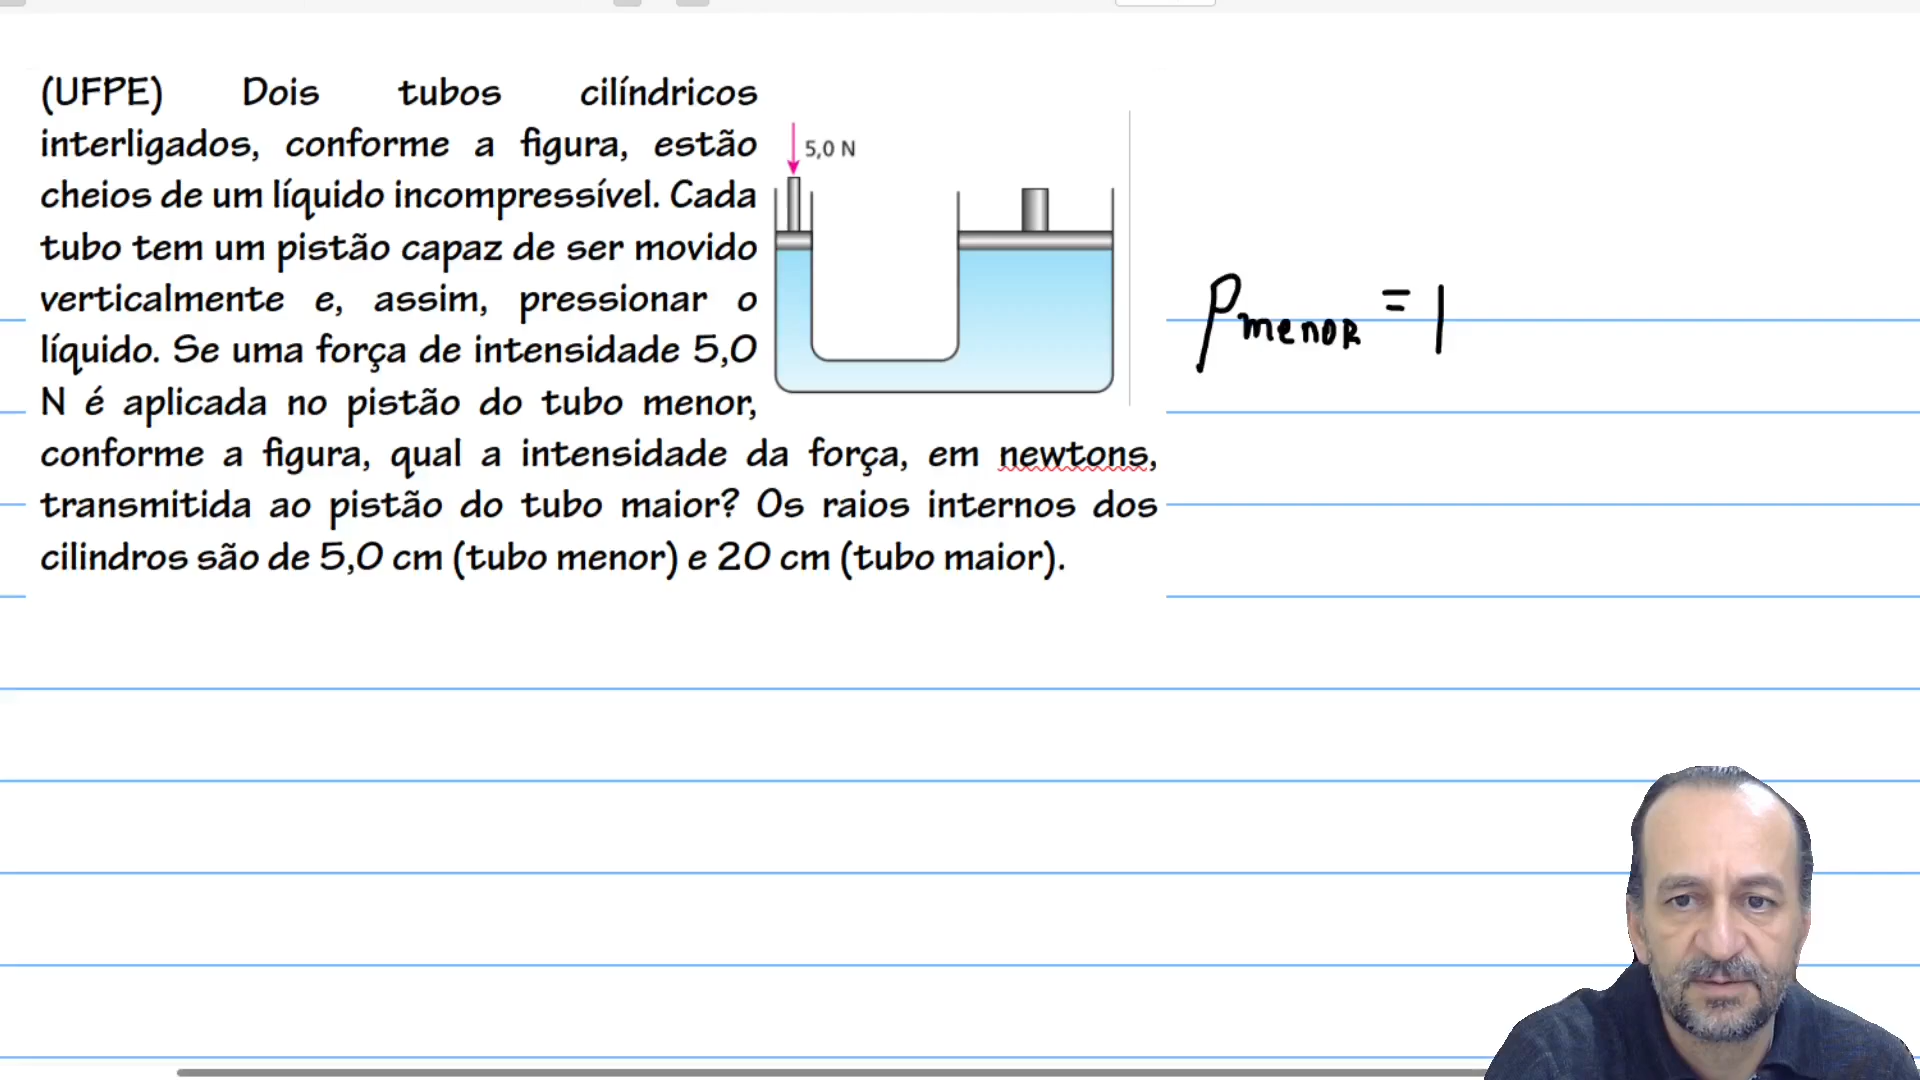 (UFPE) Dois tubos cilíndricos
interligados, conforme a figura, estão
cheios de um líquido incompressível. Cada
tubo tem um pistão capaz de ser movido
verticalmente e, assim, pressionar o
líquido. Se uma força de intensidade 5,0
N é aplicada no pistão do tubo menor,
conforme a figura, qual a intensidade da força, em newtons,
transmitida ao pistão do tubo maior? Os raios internos dos
cilindros são de 5,0 cm (tubo menor) e 20 cm (tubo maior).
5,0 N
p menor =